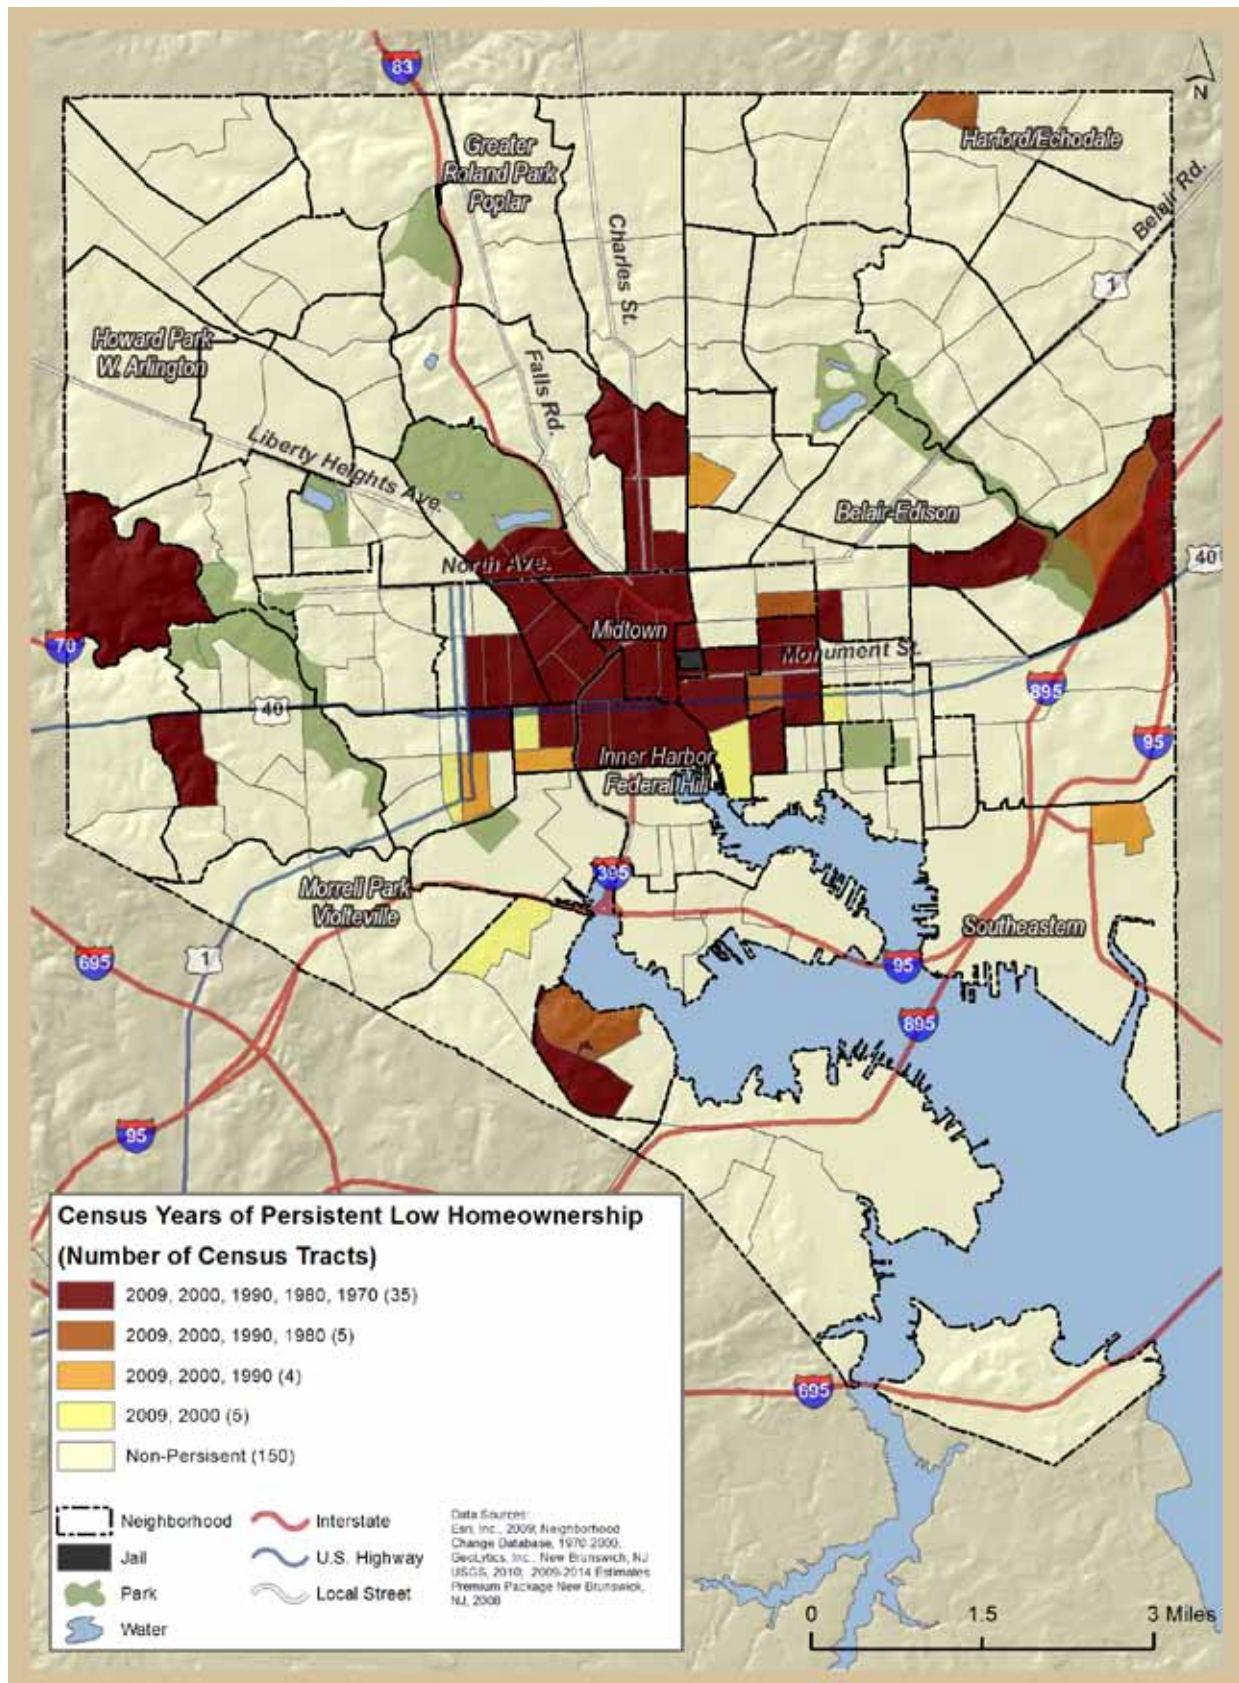 83
N
Greater
Roland Park
Poplar
Harford/Echodale
Belair Rd.
Charles St.
1
Howard Park
W. Arlington
Falls Rd.
Liberty Heights Ave.
Belair-Edison
North Ave.
40
Midtown
70
Monument St.
895
40
95
Inner Harbor
Federal Hill
395
Morrell Park
Violteville
Southeastern
695
1
95
895
95
Census Years of Persistent Low Homeownership
(Number of Census Tracts)
2009, 2000, 1990, 1980, 1970 (35)
2009, 2000, 1990, 1980 (5)
2009, 2000, 1990 (4)
2009, 2000 (5)
Non-Persisent (150)
695
Neighborhood
Jail
Park
Water
Interstate
U.S. Highway
Local Street
Data Sources:
Esri, Inc., 2009; Neighborhood
Change Database, 1970-2000,
GeoLytics, Inc., New Brunswick, NJ
USGS, 2010; 2009-2014 Estimates
Premium Package New Brunswick,
NJ, 2008
0 1.5 3 Miles